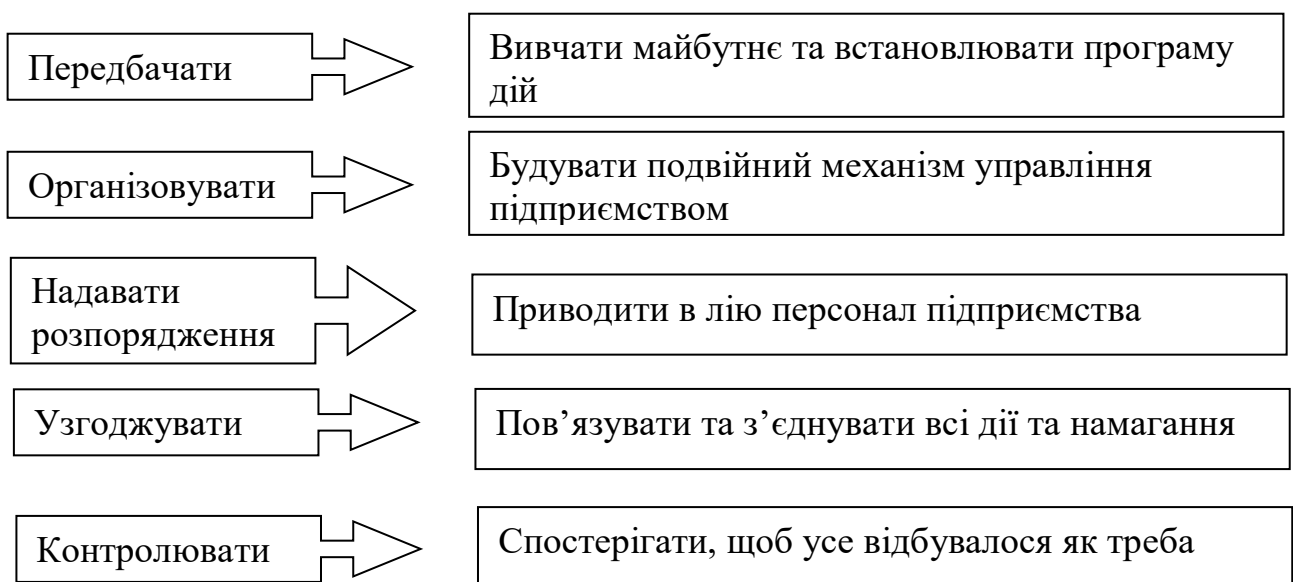 Передбачати
Вивчати майбутнє та встановлювати програму
дій
Організовувати
Будувати подвійний механізм управління
підприємством
Надавати
розпорядження
Приводити в лію персонал підприємства
Узгоджувати
Пов’язувати та з’єднувати всі дії та намагання
Контролювати
Спостерігати, щоб усе відбувалося як треба